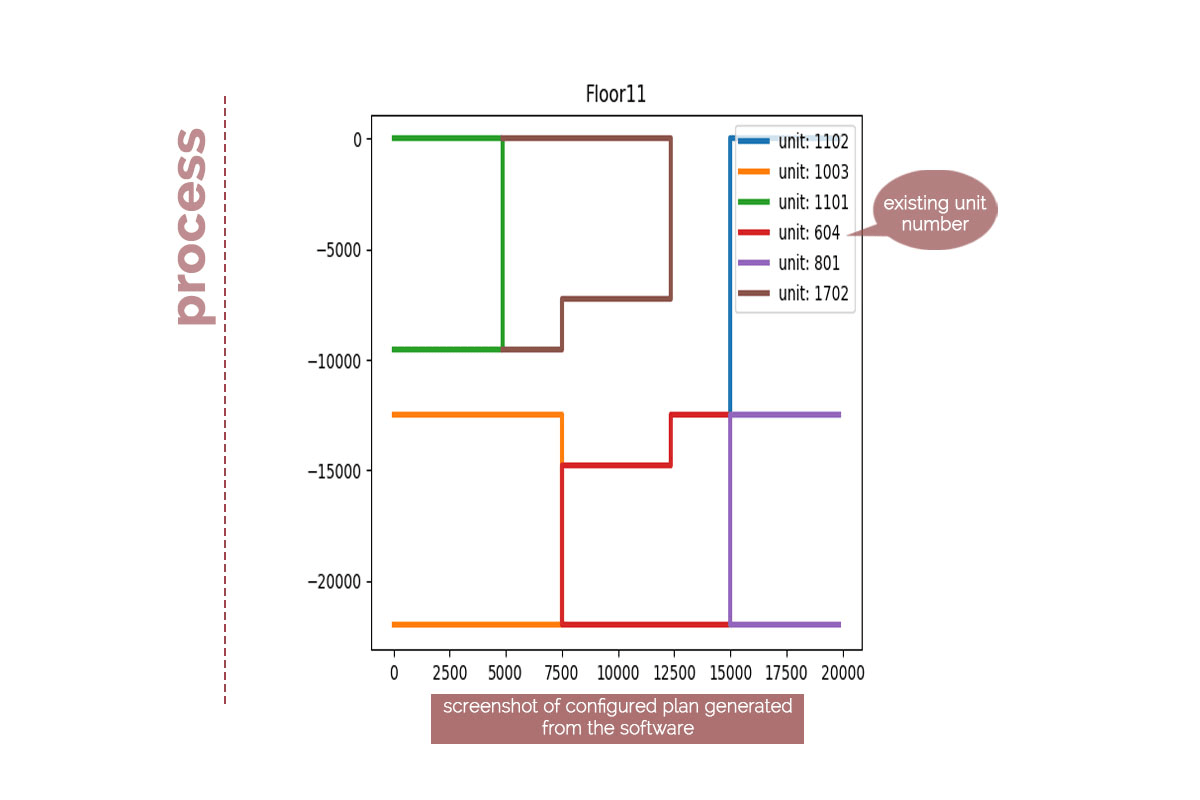 process
Floor11
0
−5000
−10000
−15000
−20000
unit: 1102
unit: 1003
unit: 1101
unit: 604
unit: 801
unit: 1702
existing unit
number
0 2500 5000 7500 10000 12500 15000 17500 20000
screenshot of configured plan generated
from the software